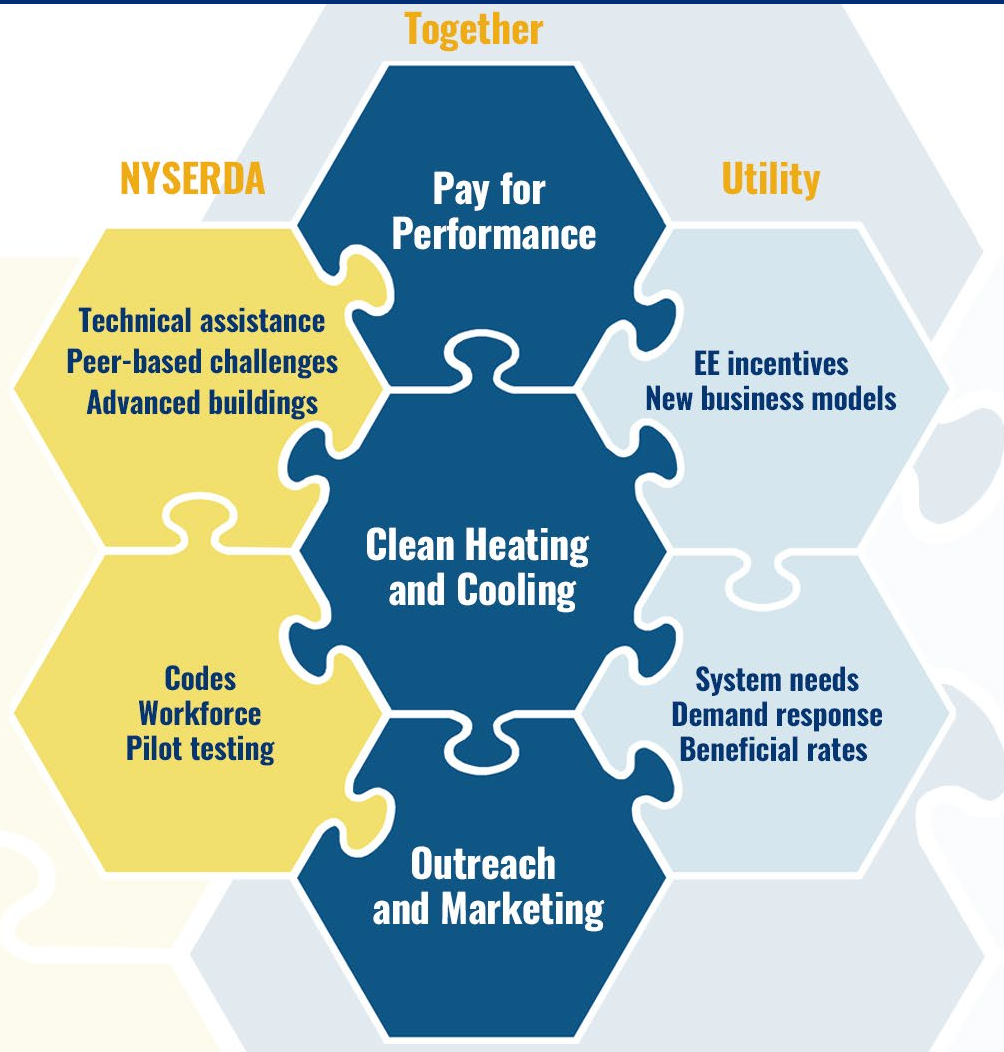 Together
NYSERDA
Utility
Pay for
Performance
Technical assistance
Peer-based challenges
Advanced buildings
EE incentives
New business models
Clean Heating
and Cooling
Codes
Workforce
Pilot testing
System needs
Demand response
Beneficial rates
Outreach
and Marketing